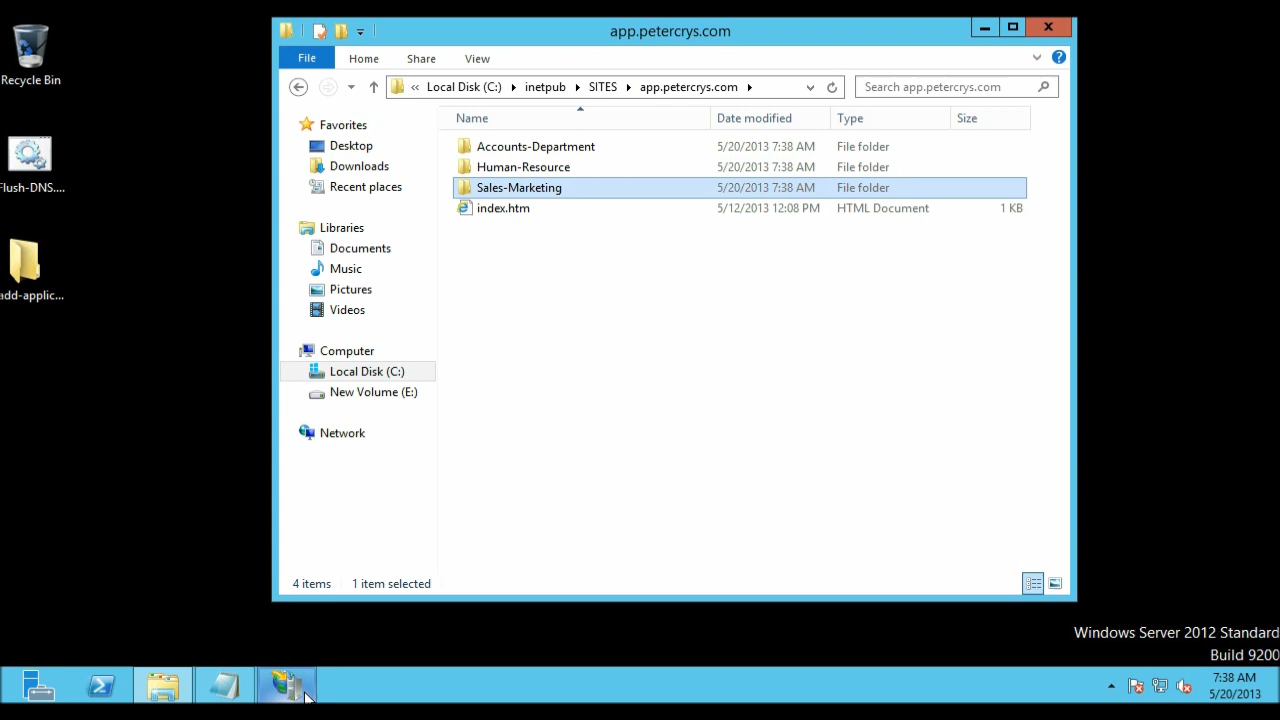 Recycle Bin
Flush-DNS....
add-applic...
app.petercrys.com
File Home Share View
« Local Disk (C:) inetpub SITES app.petercrys.com
Search app.petercrys.com
Name Date modified Type Size
Favorites
Desktop
Downloads
Recent places
Libraries
Documents
Music
Pictures
Videos
Computer
Local Disk (C:)
New Volume (E:)
Network
Accounts-Department 5/20/2013 7:38 AM File folder
Human-Resource 5/20/2013 7:38 AM File folder
Sales-Marketing 5/20/2013 7:38 AM File folder
index.htm 5/12/2013 12:08 PM HTML Document 1 KB
4 items 1 item selected
Windows Server 2012 Standard
Build 9200
7:38 AM
5/20/2013